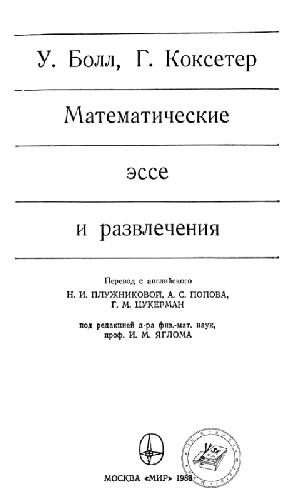 У. Болл, Г. Коксетер
Математические
эссе
и развлечения
Перевод с английского
Н. И. ПЛУЖНИКОВОЙ, А. С. ПОПОВА,
Г. М. ЦУКЕРМАН
под редакцией д-ра физ.-мат. наук,
проф. И. М. ЯГЛОМА
МОСКВА «МИР» 1986